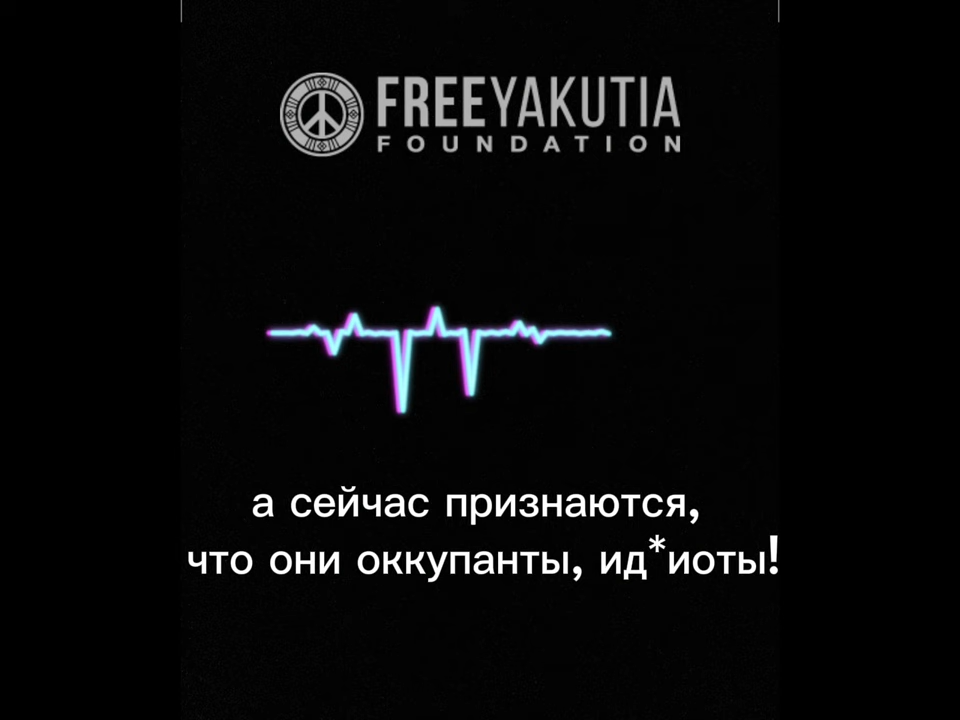 FREEYAKUTIA
FOUNDATION
а сейчас признаются,
что они оккупанты, ид*иоты!